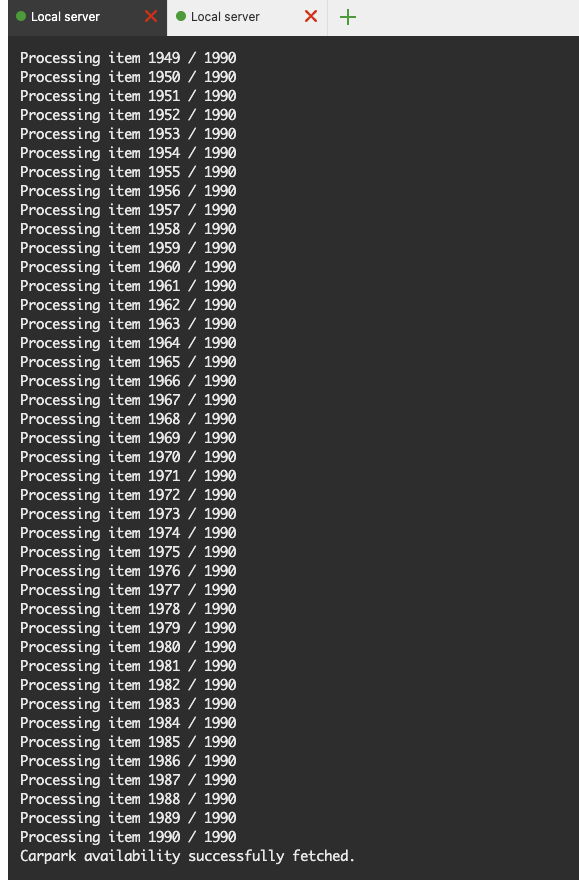 Local server Local server
Processing item 1949 / 1990
Processing item 1950 / 1990
Processing item 1951 / 1990
Processing item 1952 / 1990
Processing item 1953 / 1990
Processing item 1954 / 1990
Processing item 1955 / 1990
Processing item 1956 / 1990
Processing item 1957 / 1990
Processing item 1958 / 1990
Processing item 1959 / 1990
Processing item 1960 / 1990
Processing item 1961 / 1990
Processing item 1962 / 1990
Processing item 1963 / 1990
Processing item 1964 / 1990
Processing item 1965 / 1990
Processing item 1966 / 1990
Processing item 1967 / 1990
Processing item 1968 / 1990
Processing item 1969 / 1990
Processing item 1970 / 1990
Processing item 1971 / 1990
Processing item 1972 / 1990
Processing item 1973 / 1990
Processing item 1974 / 1990
Processing item 1975 / 1990
Processing item 1976 / 1990
Processing item 1977 / 1990
Processing item 1978 / 1990
Processing item 1979 / 1990
Processing item 1980 / 1990
Processing item 1981 / 1990
Processing item 1982 / 1990
Processing item 1983 / 1990
Processing item 1984 / 1990
Processing item 1985 / 1990
Processing item 1986 / 1990
Processing item 1987 / 1990
Processing item 1988 / 1990
Processing item 1989 / 1990
Processing item 1990 / 1990
Carpark availability successfully fetched.